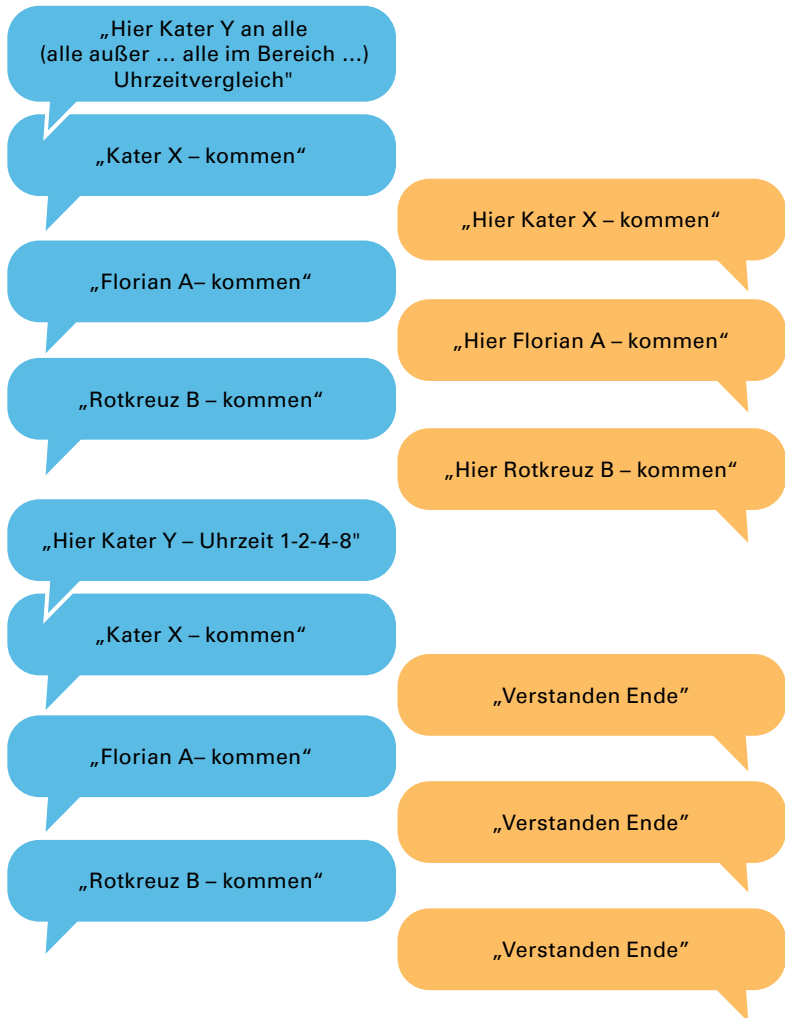 „Hier Kater Y an alle
(alle außer … alle im Bereich …)
Uhrzeitvergleich"
„Kater X – kommen“
„Hier Kater X – kommen“
„Florian A– kommen“
„Hier Florian A – kommen“
„Rotkreuz B – kommen“
„Hier Rotkreuz B – kommen“
„Hier Kater Y – Uhrzeit 1-2-4-8"
„Kater X – kommen“
„Verstanden Ende”
„Florian A– kommen“
„Verstanden Ende”
„Rotkreuz B – kommen“
„Verstanden Ende”